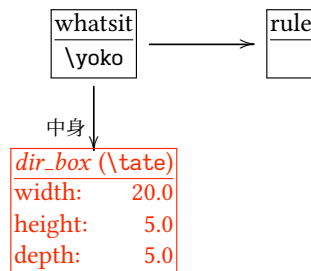 whatsit
\yoko
rule
中身
dir_box (\tate)
width: 20.0
height: 5.0
depth: 5.0